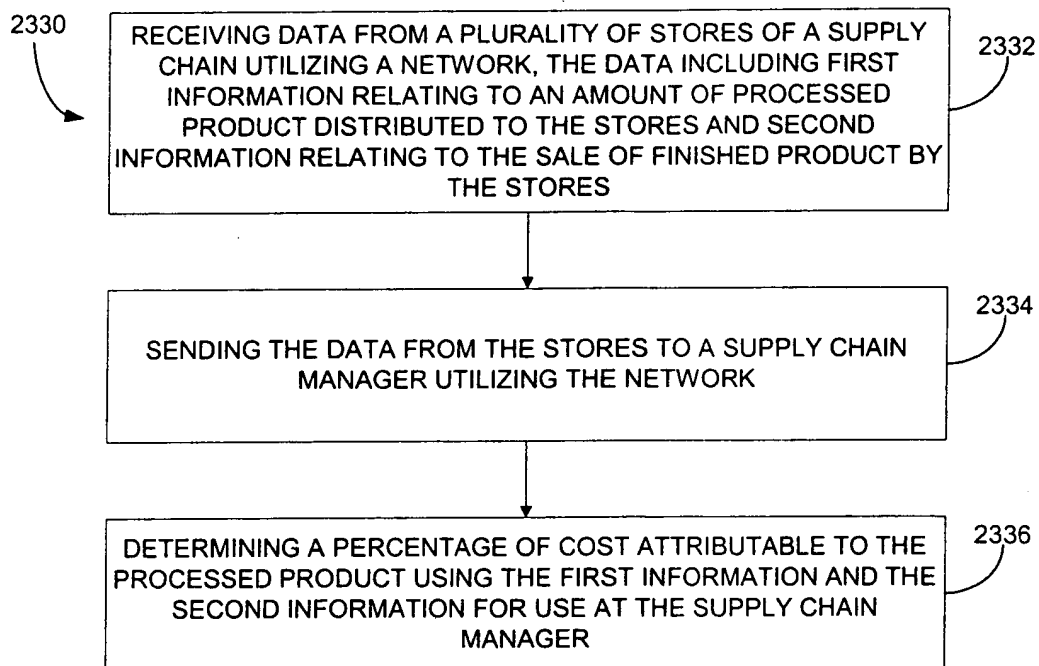 2330
RECEIVING DATA FROM A PLURALITY OF STORES OF A SUPPLY
CHAIN UTILIZING A NETWORK, THE DATA INCLUDING FIRST
INFORMATION RELATING TO AN AMOUNT OF PROCESSED
PRODUCT DISTRIBUTED TO THE STORES AND SECOND
INFORMATION RELATING TO THE SALE OF FINISHED PRODUCT BY
THE STORES
2332
SENDING THE DATA FROM THE STORES TO A SUPPLY CHAIN
MANAGER UTILIZING THE NETWORK
2334
DETERMINING A PERCENTAGE OF COST ATTRIBUTABLE TO THE
PROCESSED PRODUCT USING THE FIRST INFORMATION AND THE
SECOND INFORMATION FOR USE AT THE SUPPLY CHAIN
MANAGER
2336